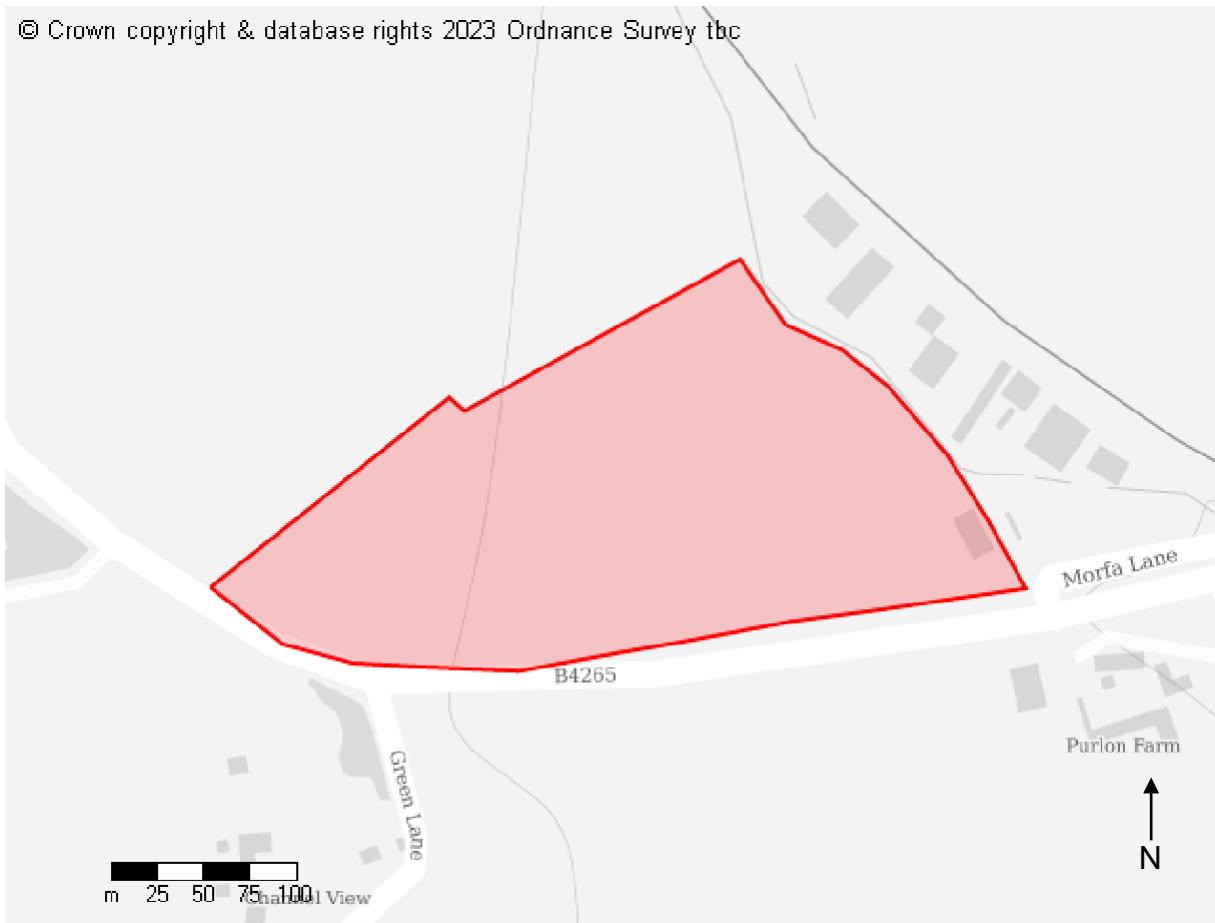 © Crown copyright & database rights 2023 Ordnance Survey tbc
Morfa Lane
B4265
Purlon Farm
Green Lane
N
m 25 50 75 100
Channel View